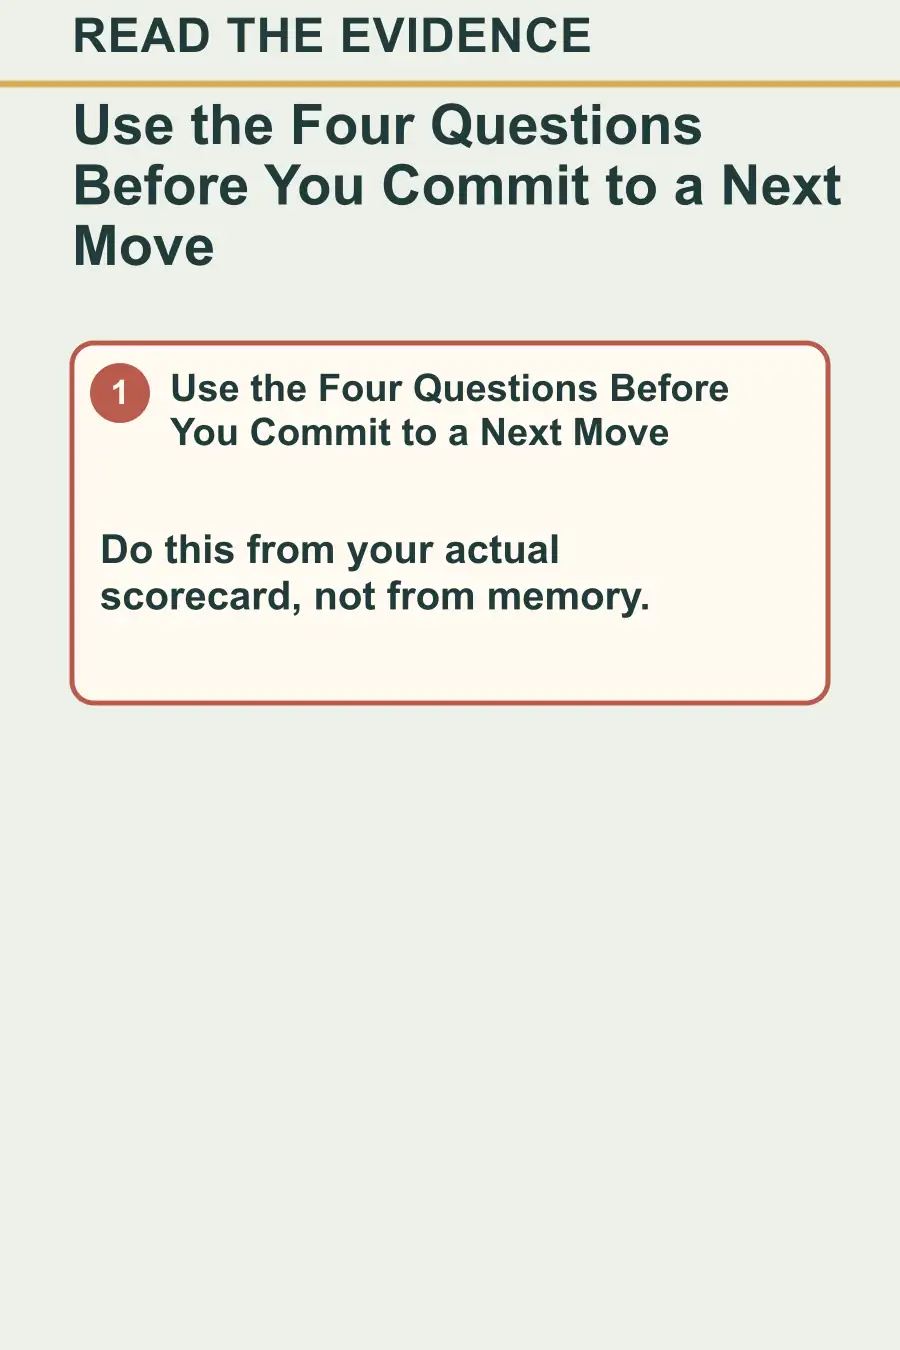 READ THE EVIDENCE
Use the Four Questions
Before You Commit to a Next
Move
1
Use the Four Questions Before
You Commit to a Next Move
Do this from your actual
scorecard, not from memory.